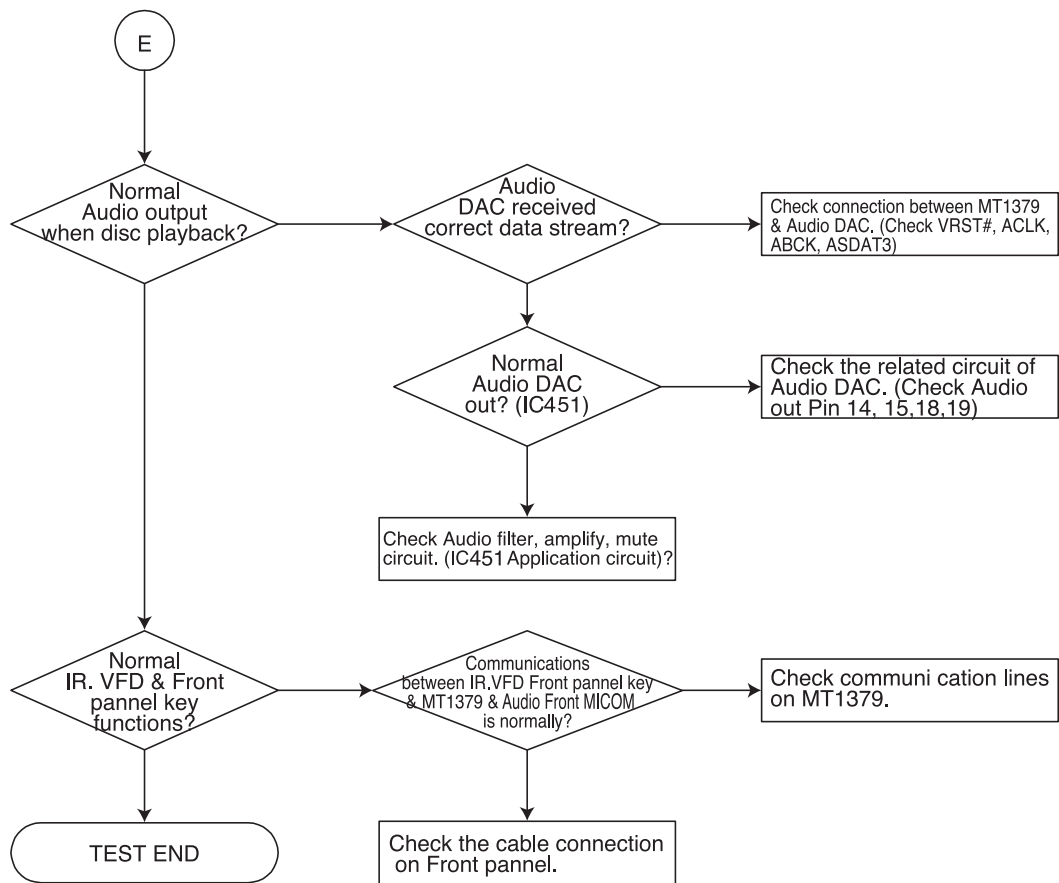 E
Normal
Audio output
when disc playback?
Audio
DAC received
correct data stream?
Check connection between MT1379
& Audio DAC. (Check VRST#, ACLK,
ABCK, ASDAT3)
Normal
Audio DAC
out? (IC451)
Check the related circuit of
Audio DAC. (Check Audio
out Pin 14, 15,18,19)
Check Audio filter, amplify, mute
circuit. (IC451 Application circuit)?
Normal
IR. VFD & Front
pannel key
functions?
Communications
between IR.VFD Front pannel key
& MT1379 & Audio Front MICOM
is normally?
Check communi cation lines
on MT1379.
TEST END
Check the cable connection
on Front pannel.